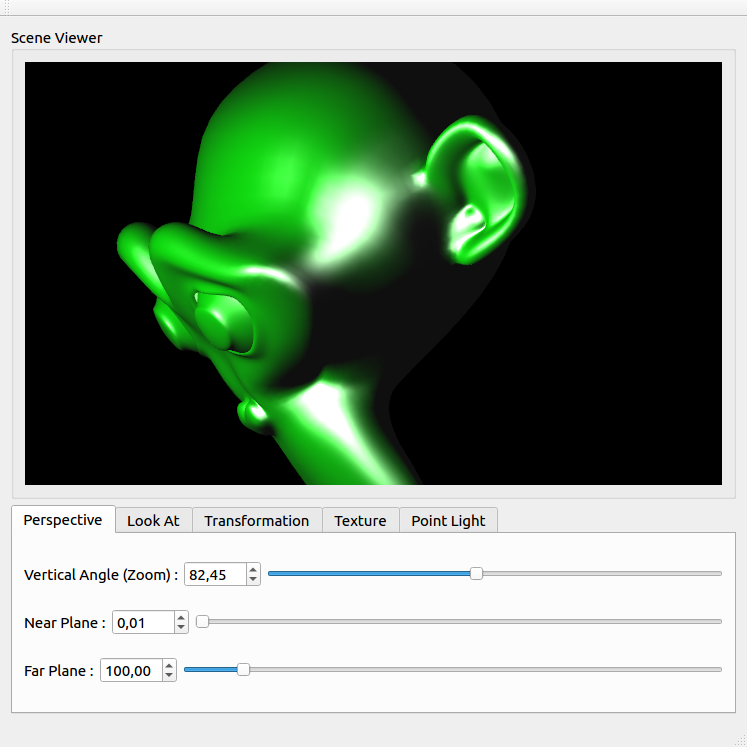 Scene Viewer
Perspective Look At Transformation Texture Point Light
Vertical Angle (Zoom) : 82,45
Near Plane : 0,01
Far Plane : 100,00